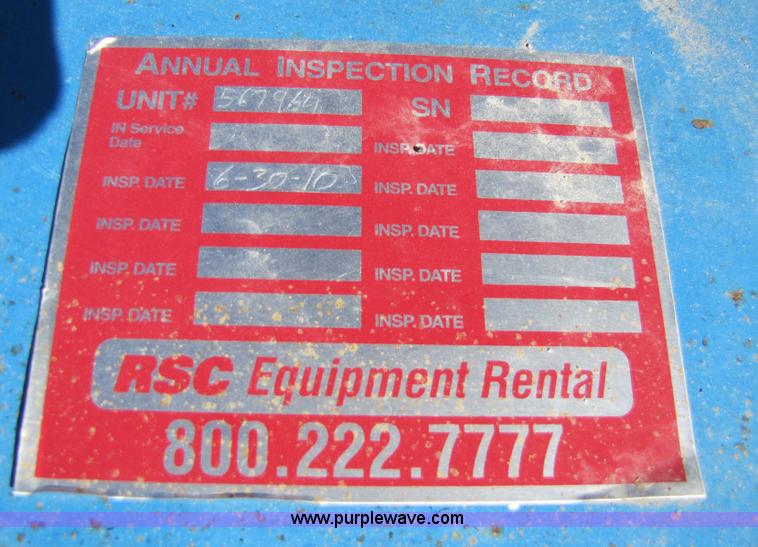 ANNUAL INSPECTION RECORD
UNIT# 567964 SN
IN Service Date INSP. DATE
INSP. DATE 6-30-10 INSP. DATE
INSP. DATE INSP. DATE
INSP. DATE INSP. DATE
INSP. DATE INSP. DATE
RSC Equipment Rental
800.222.7777
www.purplewave.com